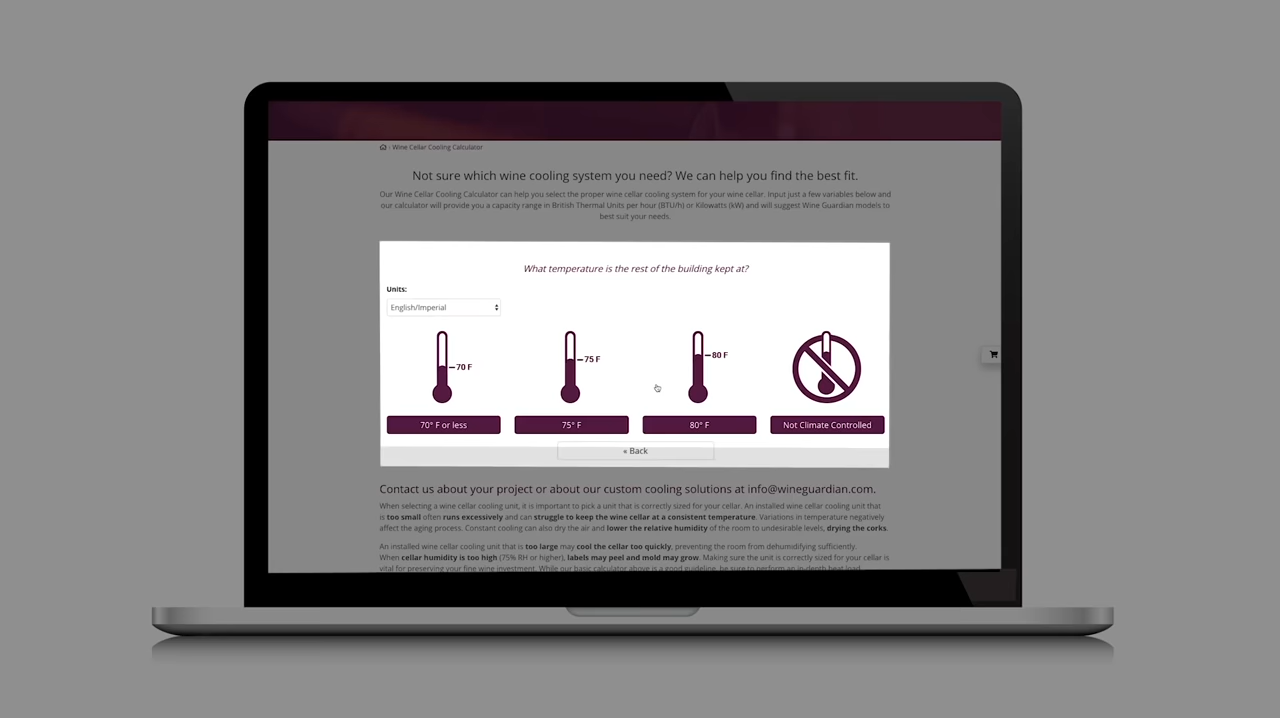 Wine Cellar Cooling Calculator
Not sure which wine cooling system you need? We can help you find the best fit.
Our Wine Cellar Cooling Calculator can help you select the proper wine cellar cooling system for your wine cellar. Input just a few variables below and
our calculator will provide you a capacity range in British Thermal Units per hour (BTU/h) or Kilowatts (kW) and will suggest Wine Guardian models to
best suit your needs.
What temperature is the rest of the building kept at?
Units:
English/Imperial
70 F
75 F
80 F
70° F or less
75° F
80° F
Not Climate Controlled
« Back
Contact us about your project or about our custom cooling solutions at info@wineguardian.com.
When selecting a wine cellar cooling unit, it is important to pick a unit that is correctly sized for your cellar. An installed wine cellar cooling unit that
is too small often runs excessively and can struggle to keep the wine cellar at a consistent temperature. Variations in temperature negatively
affect the aging process. Constant cooling can also dry the air and lower the relative humidity of the room to undesirable levels, drying the corks.
An installed wine cellar cooling unit that is too large may cool the cellar too quickly, preventing the room from dehumidifying sufficiently.
When cellar humidity is too high (75% RH or higher), labels may peel and mold may grow. Making sure the unit is correctly sized for your cellar is
vital for preserving your fine wine investment. While our basic calculator above is a good guideline, be sure to perform an in-depth heat load